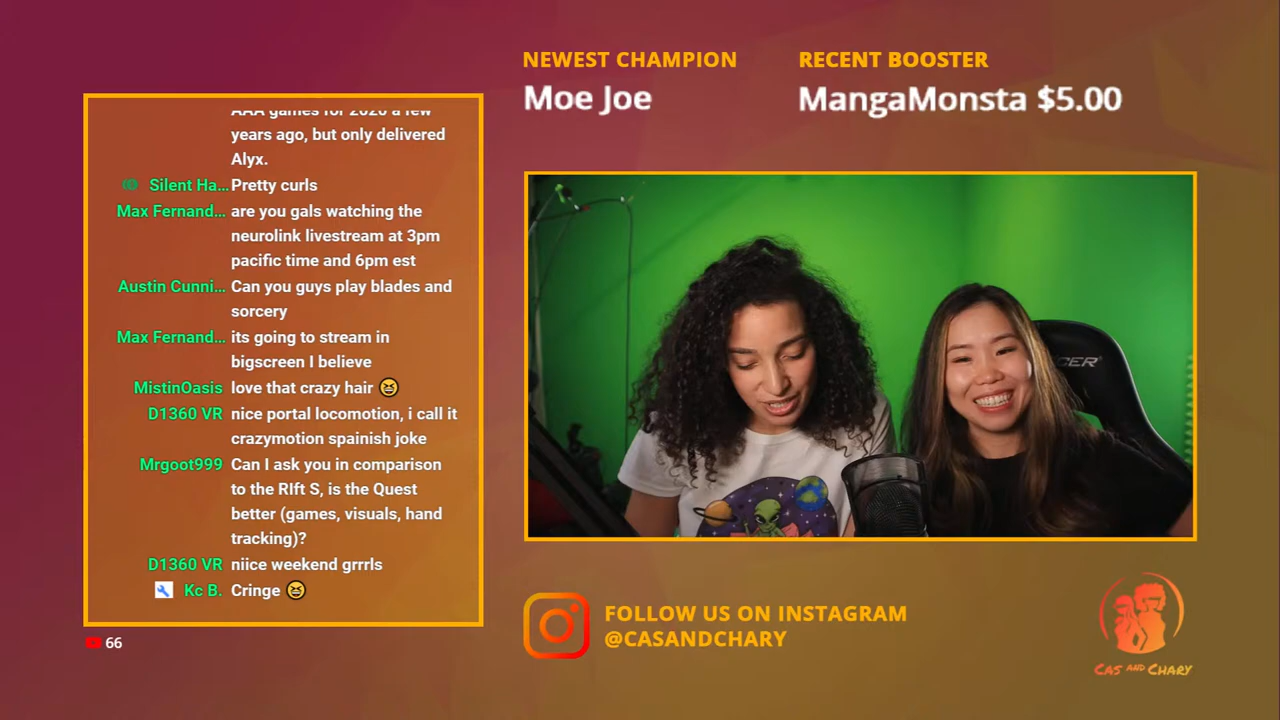 NEWEST CHAMPION
Moe Joe
RECENT BOOSTER
MangaMonsta $5.00
AAA games for 2020 a few
years ago, but only delivered
Alyx.
Silent Ha... Pretty curls
Max Fernand... are you gals watching the
neurolink livestream at 3pm
pacific time and 6pm est
Austin Cunni... Can you guys play blades and
sorcery
Max Fernand... its going to stream in
bigscreen I believe
MistinOasis love that crazy hair 😆
D1360 VR nice portal locomotion, i call it
crazymotion spainish joke
Mrgoot999 Can I ask you in comparison
to the RIft S, is the Quest
better (games, visuals, hand
tracking)?
D1360 VR niice weekend grrrls
Kc B. Cringe 😆
66
FOLLOW US ON INSTAGRAM
@CASANDCHARY
CAS AND CHARY